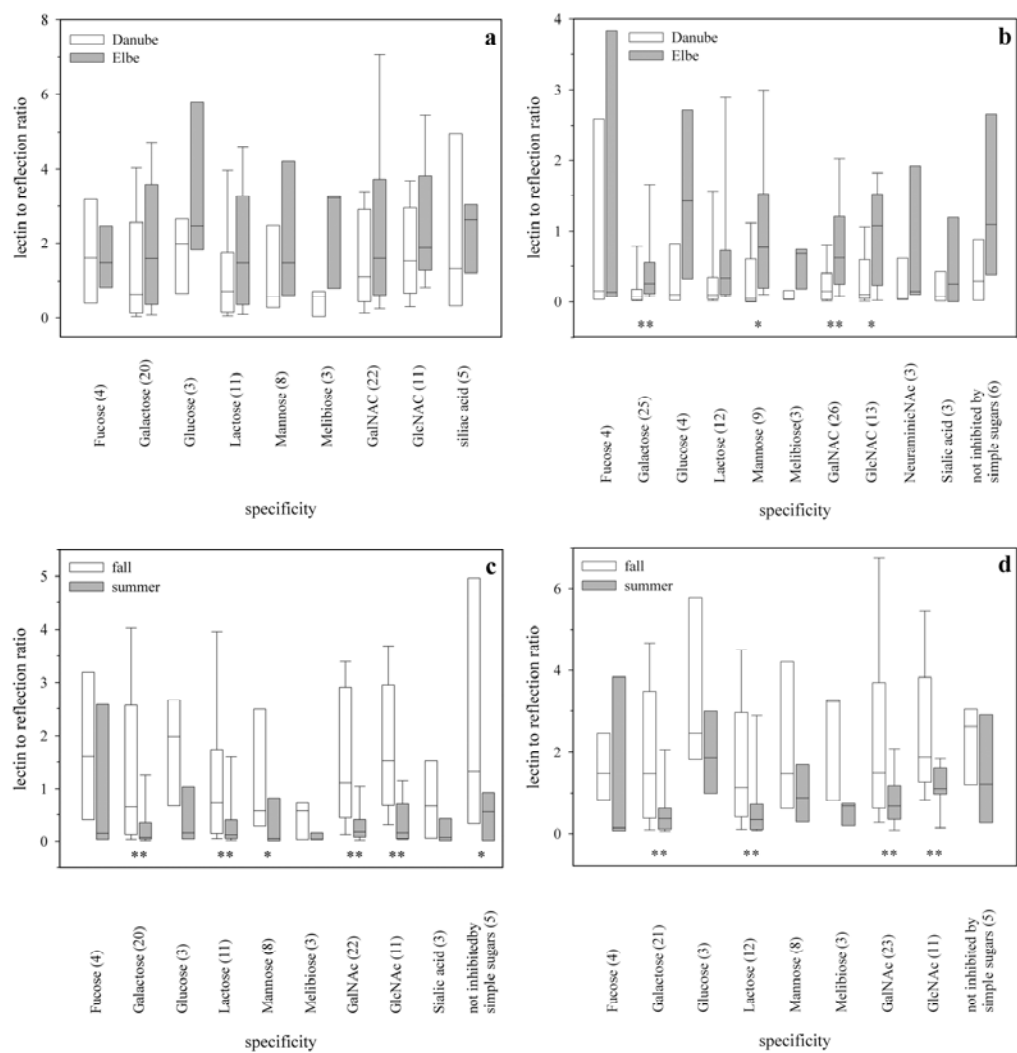 a
Danube
Elbe
lectin to reflection ratio
8
6
4
2
0
Fucose (4)
Galactose (20)
Glucose (3)
Lactose (11)
Mannose (8)
Melibiose (3)
GalNAC (22)
GlcNAC (11)
siliac acid (5)
specificity
b
Danube
Elbe
lectin to reflection ratio
4
3
2
1
0
** * ** *
Fucose 4)
Galactose (25)
Glucose (4)
Lactose (12)
Mannose (9)
Melibiose(3)
GalNAC (26)
GlcNAC (13)
NeuraminicNAc (3)
Sialic acid (3)
not inhibited by
simple sugars (6)
specificity
c
fall
summer
lectin to reflection ratio
5
4
3
2
1
0
** ** * ** ** *
Fucose (4)
Galactose (20)
Glucose (3)
Lactose (11)
Mannose (8)
Melibiose (3)
GalNAc (22)
GlcNAc (11)
Sialic acid (3)
not inhibitedby
simple sugars (5)
specificity
d
fall
summer
lectin to reflection ratio
6
4
2
0
** ** ** **
Fucose (4)
Galactose (21)
Glucose (3)
Lactose (12)
Mannose (8)
Melibiose (3)
GalNAc (23)
GlcNAc (11)
not inhibited by
simple sugars (5)
specificity